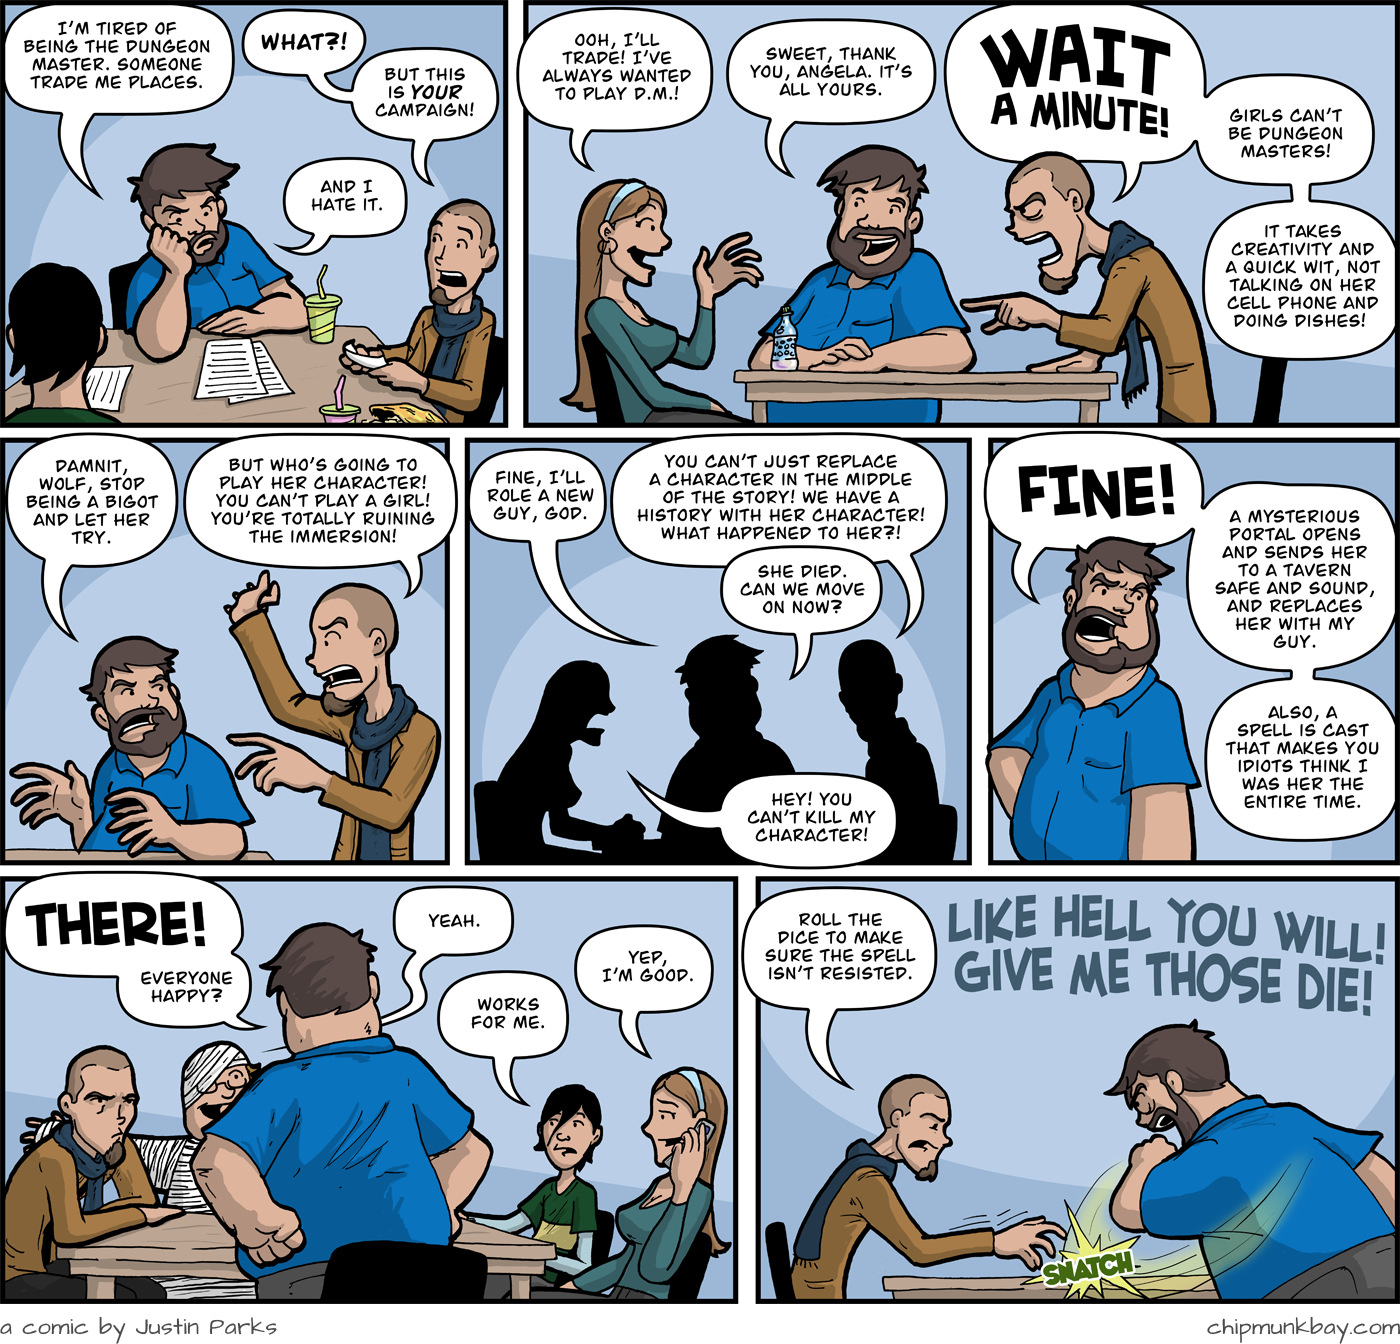 I'M TIRED OF
BEING THE DUNGEON
MASTER. SOMEONE
TRADE ME PLACES.
WHAT?!
BUT THIS
IS YOUR
CAMPAIGN!
AND I
HATE IT.
OOH, I'LL
TRADE! I'VE
ALWAYS WANTED
TO PLAY D.M.!
SWEET, THANK
YOU, ANGELA. IT'S
ALL YOURS.
WAIT
A MINUTE!
GIRLS CAN'T
BE DUNGEON
MASTERS!
IT TAKES
CREATIVITY AND
A QUICK WIT, NOT
TALKING ON HER
CELL PHONE AND
DOING DISHES!
DAMNIT,
WOLF, STOP
BEING A BIGOT
AND LET HER
TRY.
BUT WHO'S GOING TO
PLAY HER CHARACTER!
YOU CAN'T PLAY A GIRL!
YOU'RE TOTALLY RUINING
THE IMMERSION!
FINE, I'LL
ROLE A NEW
GUY, GOD.
YOU CAN'T JUST REPLACE
A CHARACTER IN THE MIDDLE
OF THE STORY! WE HAVE A
HISTORY WITH HER CHARACTER!
WHAT HAPPENED TO HER?!
SHE DIED.
CAN WE MOVE
ON NOW?
HEY! YOU
CAN'T KILL MY
CHARACTER!
FINE!
A MYSTERIOUS
PORTAL OPENS
AND SENDS HER
TO A TAVERN
SAFE AND SOUND,
AND REPLACES
HER WITH MY
GUY.
ALSO, A
SPELL IS CAST
THAT MAKES YOU
IDIOTS THINK I
WAS HER THE
ENTIRE TIME.
THERE!
EVERYONE
HAPPY?
YEAH.
WORKS
FOR ME.
YEP,
I'M GOOD.
ROLL THE
DICE TO MAKE
SURE THE SPELL
ISN'T RESISTED.
LIKE HELL YOU WILL!
GIVE ME THOSE DIE!
SNATCH
a comic by Justin Parks
chipmunkbay.com